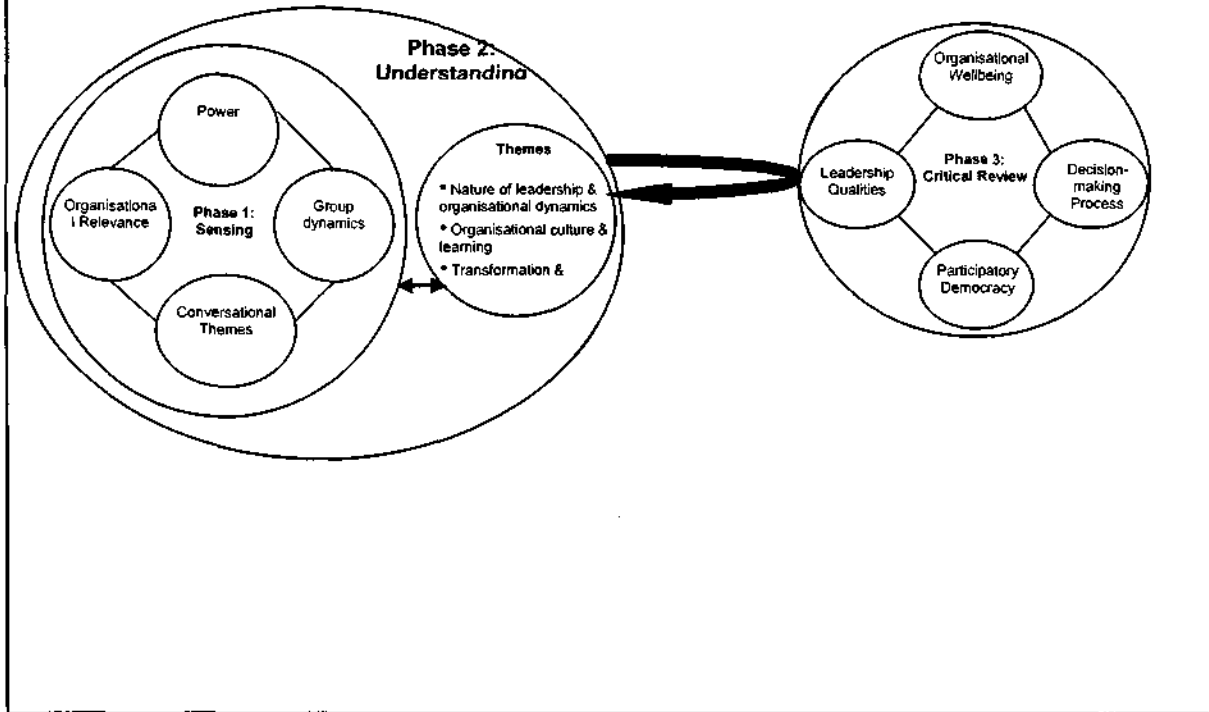 Phase 2:
Understanding
Power
Organisationa
l Relevance
Phase 1:
Sensing
Group
dynamics
Conversational
Themes
Themes
* Nature of leadership &
organisational dynamics
* Organisational culture &
learning
* Transformation &
Organisational
Wellbeing
Leadership
Qualities
Phase 3:
Critical Review
Decision-
making
Process
Participatory
Democracy